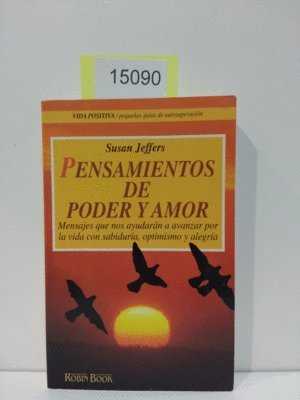 15090
VIDA POSITIVA / pequeñas guías de autosuperación
Susan Jeffers
PENSAMIENTOS
DE
PODER Y AMOR
Mensajes que nos ayudarán a avanzar por
la vida con sabiduría, optimismo y alegría
ROBIN BOOK